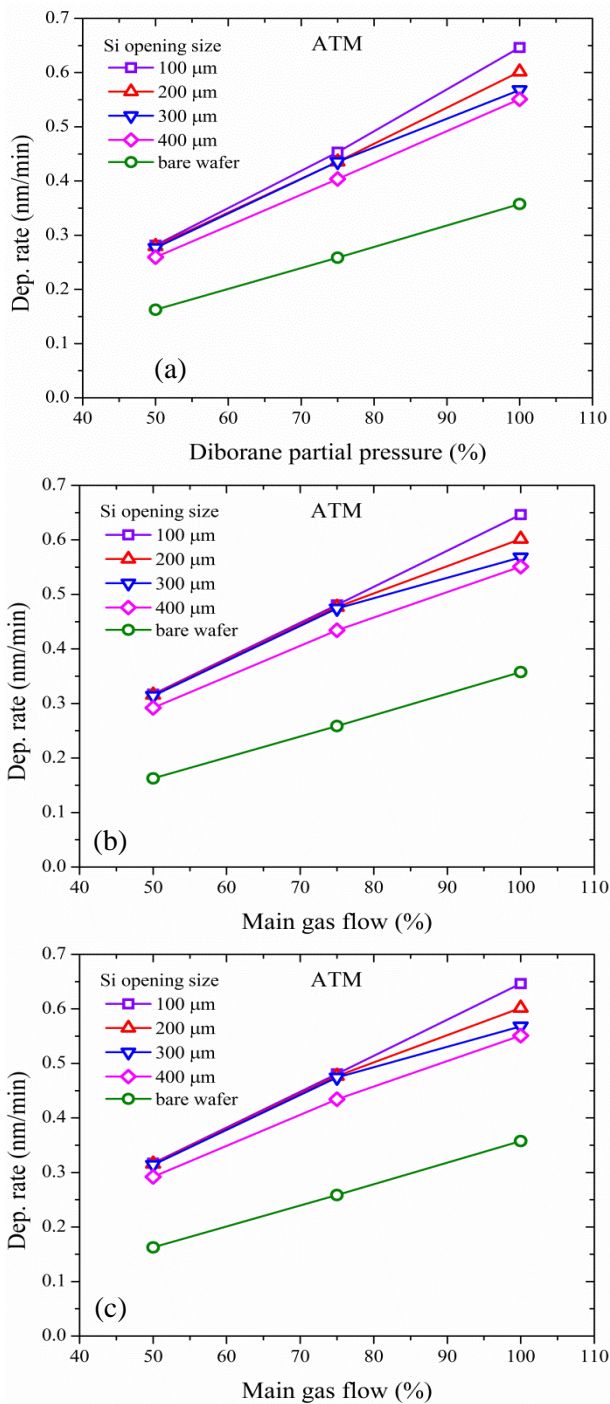 0.7
Si opening size
ATM
100 μm
0.6
200 μm
300 μm
0.5
400 μm
bare wafer
0.4
Dep. rate (nm/min)
0.3
0.2
0.1
(a)
0.0
40 50 60 70 80 90 100 110
Diborane partial pressure (%)
0.7
Si opening size
ATM
100 μm
0.6
200 μm
300 μm
0.5
400 μm
bare wafer
0.4
Dep. rate (nm/min)
0.3
0.2
0.1
(b)
0.0
40 50 60 70 80 90 100 110
Main gas flow (%)
0.7
Si opening size
ATM
100 μm
0.6
200 μm
300 μm
0.5
400 μm
bare wafer
0.4
Dep. rate (nm/min)
0.3
0.2
0.1
(c)
0.0
40 50 60 70 80 90 100 110
Main gas flow (%)